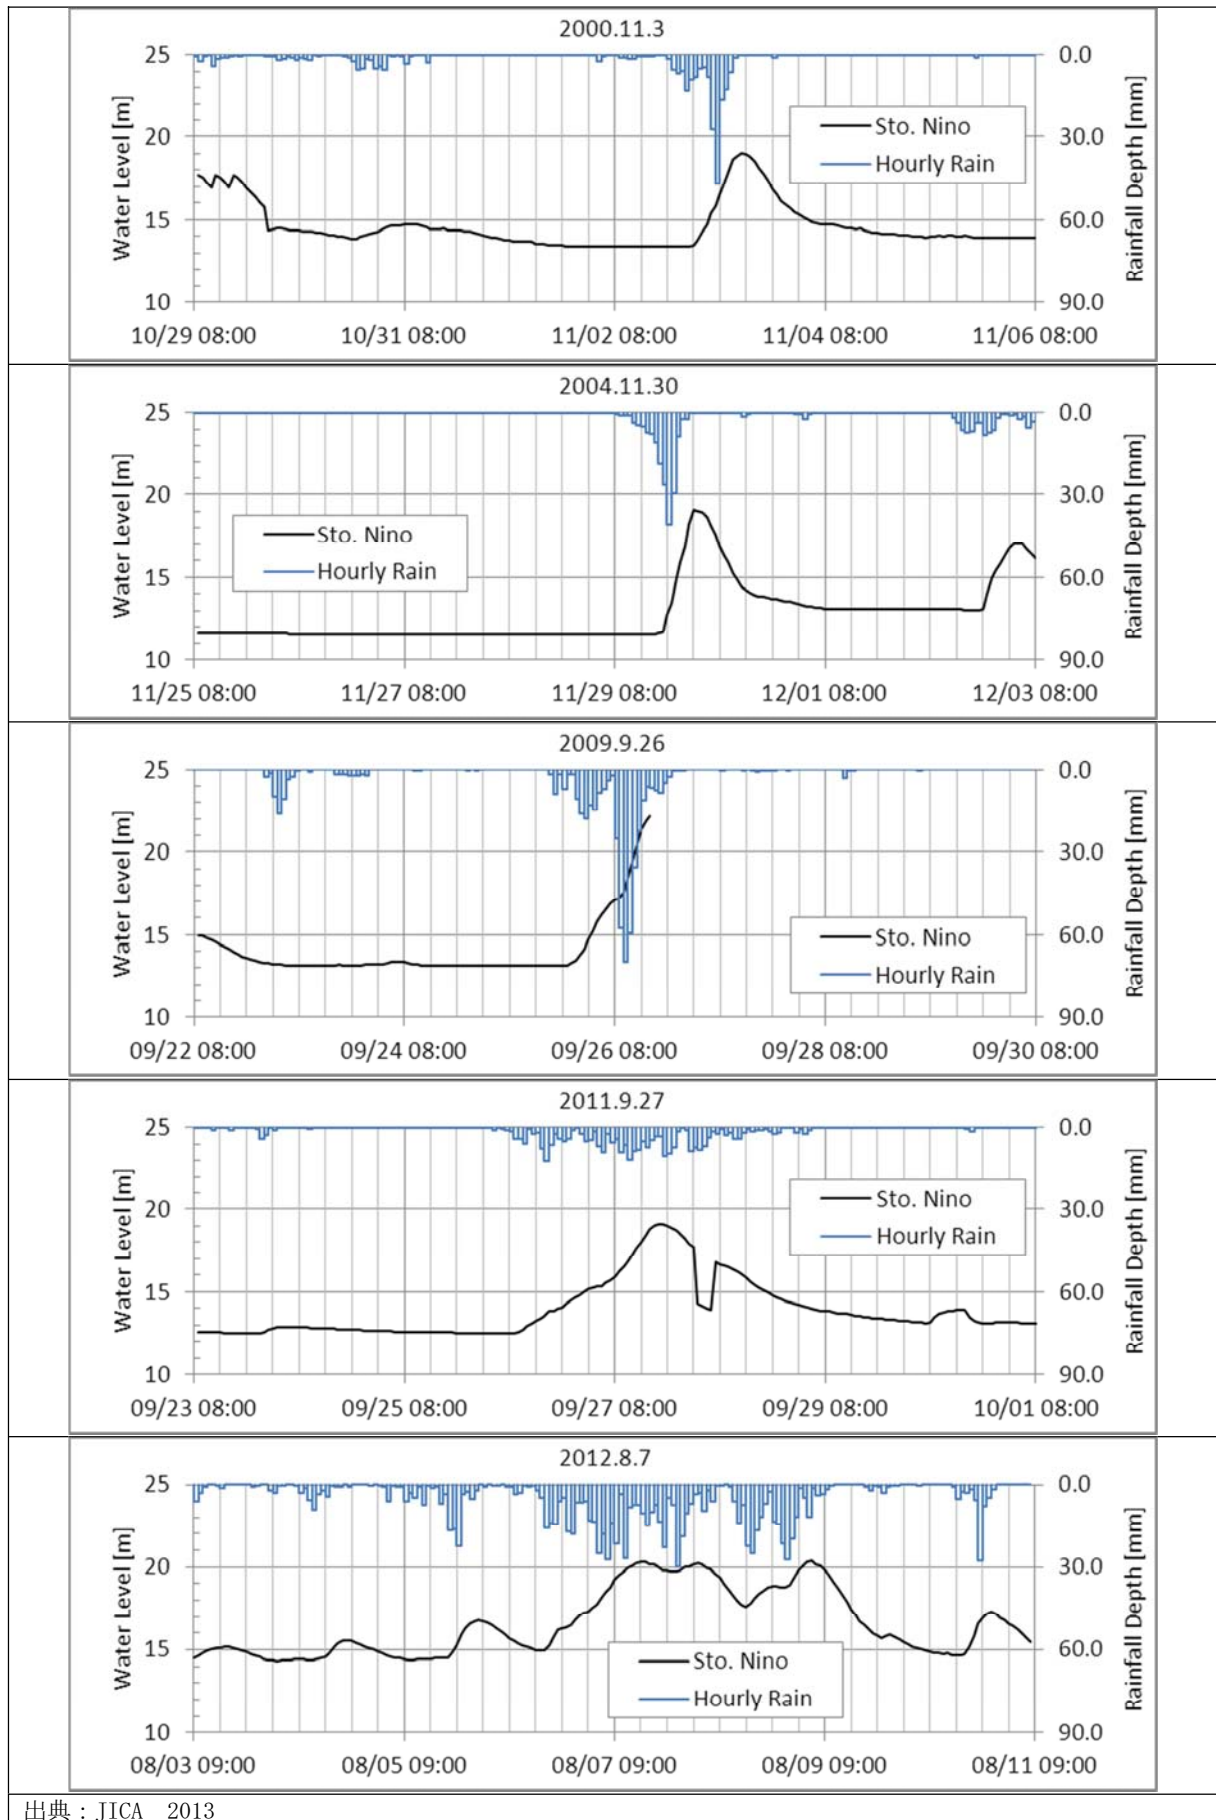 2000.11.3
25 0.0
20 30.0
15 60.0
10 90.0
Water Level [m]
Rainfall Depth [mm]
Sto. Nino
Hourly Rain
10/29 08:00 10/31 08:00 11/02 08:00 11/04 08:00 11/06 08:00
2004.11.30
25 0.0
20 30.0
15 60.0
10 90.0
Water Level [m]
Rainfall Depth [mm]
Sto. Nino
Hourly Rain
11/25 08:00 11/27 08:00 11/29 08:00 12/01 08:00 12/03 08:00
2009.9.26
25 0.0
20 30.0
15 60.0
10 90.0
Water Level [m]
Rainfall Depth [mm]
Sto. Nino
Hourly Rain
09/22 08:00 09/24 08:00 09/26 08:00 09/28 08:00 09/30 08:00
2011.9.27
25 0.0
20 30.0
15 60.0
10 90.0
Water Level [m]
Rainfall Depth [mm]
Sto. Nino
Hourly Rain
09/23 08:00 09/25 08:00 09/27 08:00 09/29 08:00 10/01 08:00
2012.8.7
25 0.0
20 30.0
15 60.0
10 90.0
Water Level [m]
Rainfall Depth [mm]
Sto. Nino
Hourly Rain
08/03 09:00 08/05 09:00 08/07 09:00 08/09 09:00 08/11 09:00
出典：JICA 2013